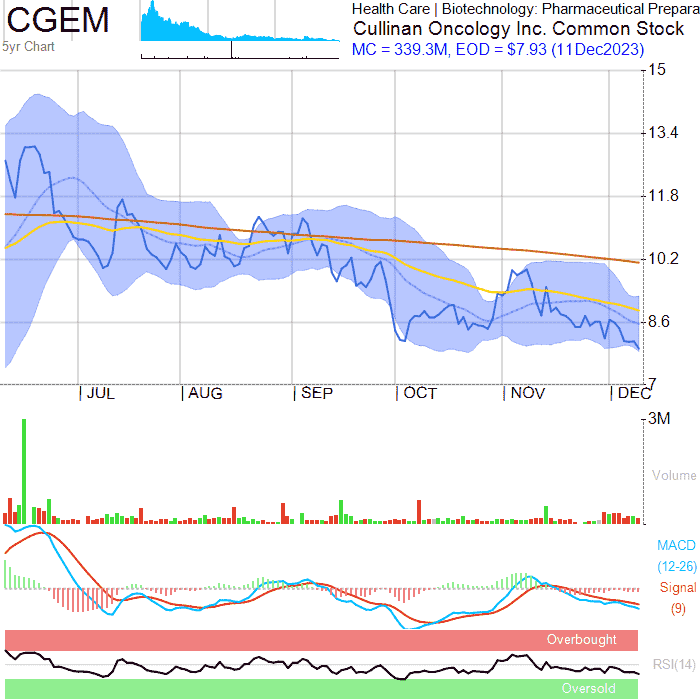 CGEM
5yr Chart
Health Care | Biotechnology: Pharmaceutical Prepara
Cullinan Oncology Inc. Common Stock
MC = 339.3M, EOD = $7.93 (11Dec2023)
15
13.4
11.8
10.2
8.6
7
JUL
AUG
SEP
OCT
NOV
DEC
3M
Volume
MACD
(12-26)
Signal
(9)
Overbought
RSI(14)
Oversold